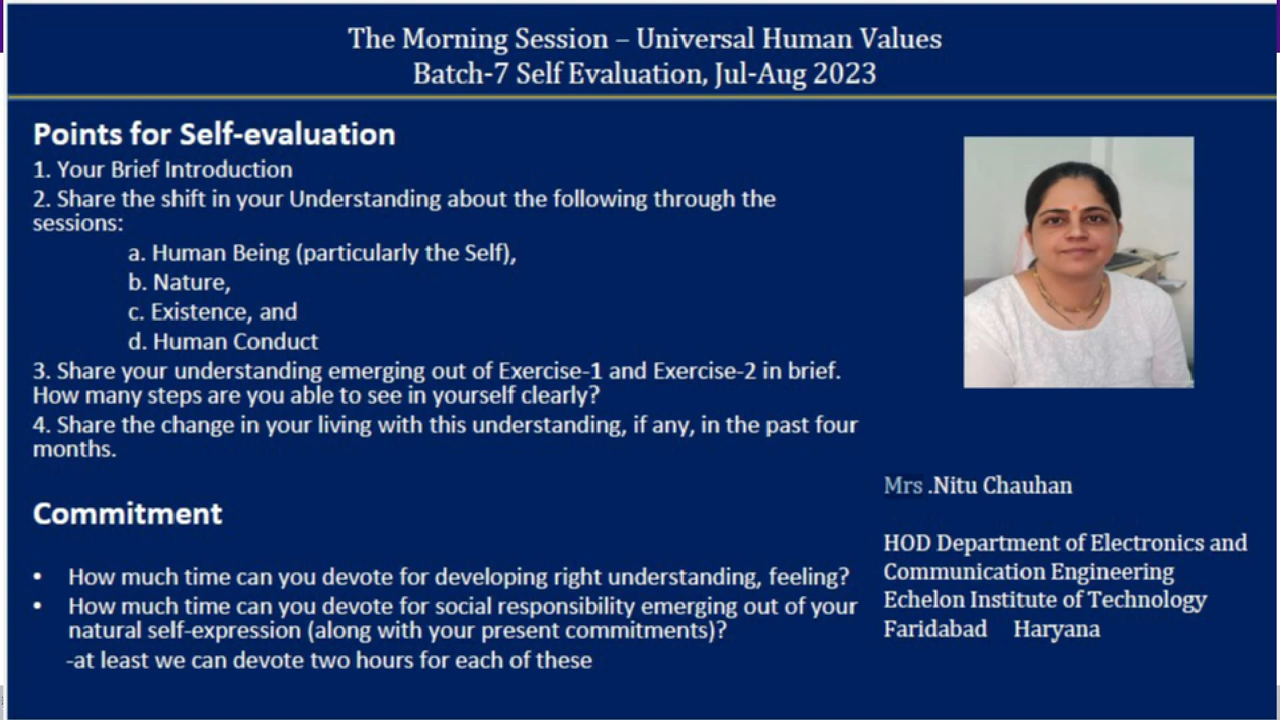 The Morning Session – Universal Human Values
Batch-7 Self Evaluation, Jul-Aug 2023
Points for Self-evaluation
1. Your Brief Introduction
2. Share the shift in your Understanding about the following through the
sessions:
a. Human Being (particularly the Self),
b. Nature,
c. Existence, and
d. Human Conduct
3. Share your understanding emerging out of Exercise-1 and Exercise-2 in brief.
How many steps are you able to see in yourself clearly?
4. Share the change in your living with this understanding, if any, in the past four
months.
Commitment
• How much time can you devote for developing right understanding, feeling?
• How much time can you devote for social responsibility emerging out of your
natural self-expression (along with your present commitments)?
-at least we can devote two hours for each of these
Mrs .Nitu Chauhan
HOD Department of Electronics and
Communication Engineering
Echelon Institute of Technology
Faridabad Haryana